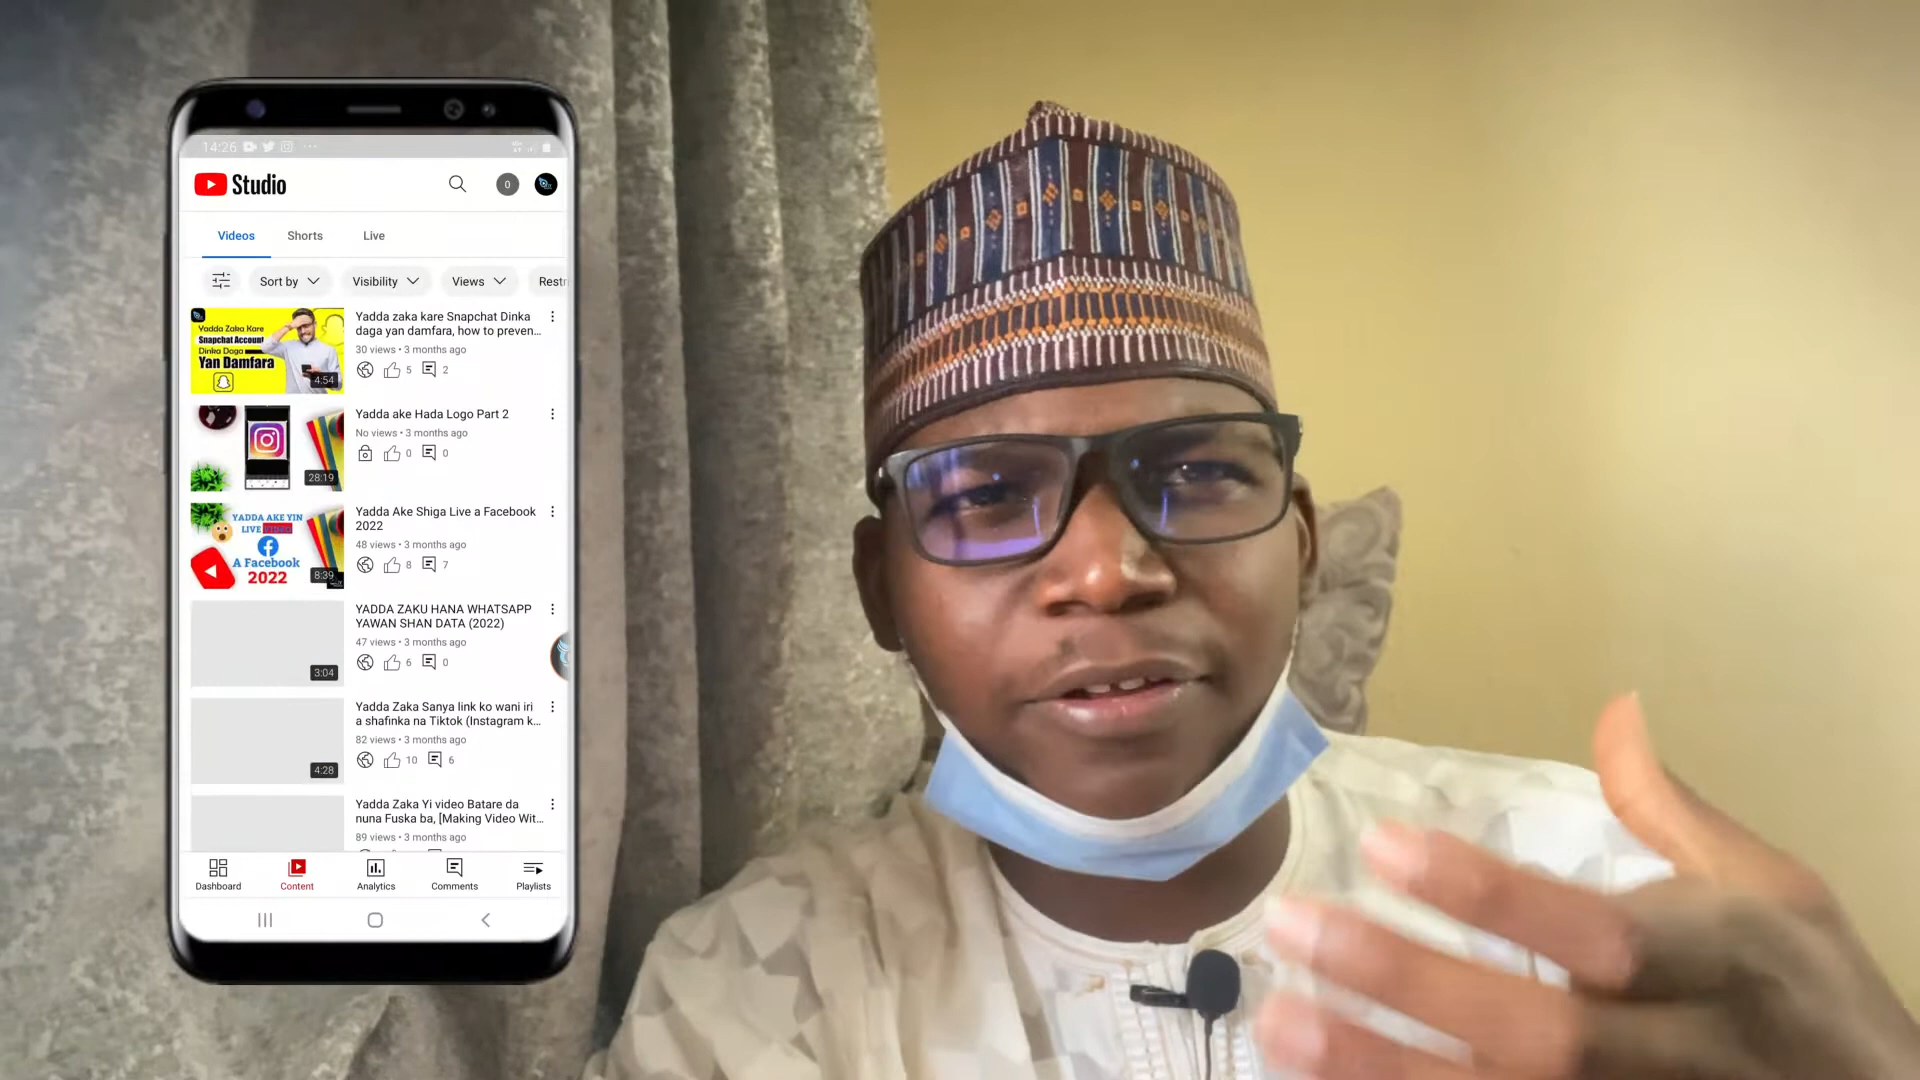 14:26
Studio
0
Videos Shorts Live
Sort by Visibility Views Restr
Yadda Zaka Kare
Snapchat Account
Dinka Daga
Yan Damfara
4:54
Yadda zaka kare Snapchat Dinka
daga yan damfara, how to preven...
30 views • 3 months ago
5 2
28:19
Yadda ake Hada Logo Part 2
No views • 3 months ago
0 0
YADDA AKE YIN
LIVE VIDEO
A Facebook
2022
8:39
Yadda Ake Shiga Live a Facebook
2022
48 views • 3 months ago
8 7
3:04
YADDA ZAKU HANA WHATSAPP
YAWAN SHAN DATA (2022)
47 views • 3 months ago
6 0
4:28
Yadda Zaka Sanya link ko wani iri
a shafinka na Tiktok (Instagram k...
82 views • 3 months ago
10 6
Yadda Zaka Yi video Batare da
nuna Fuska ba, [Making Video Wit...
89 views • 3 months ago
Dashboard Content Analytics Comments Playlists